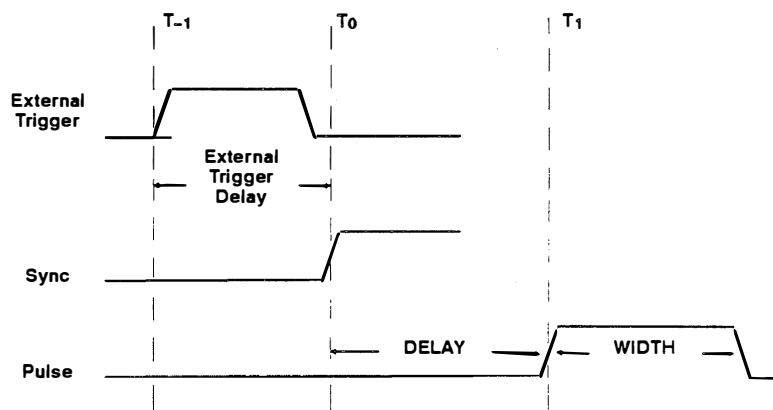 T-1
T0
T1
External
Trigger
External
Trigger
Delay
Sync
DELAY
WIDTH
Pulse